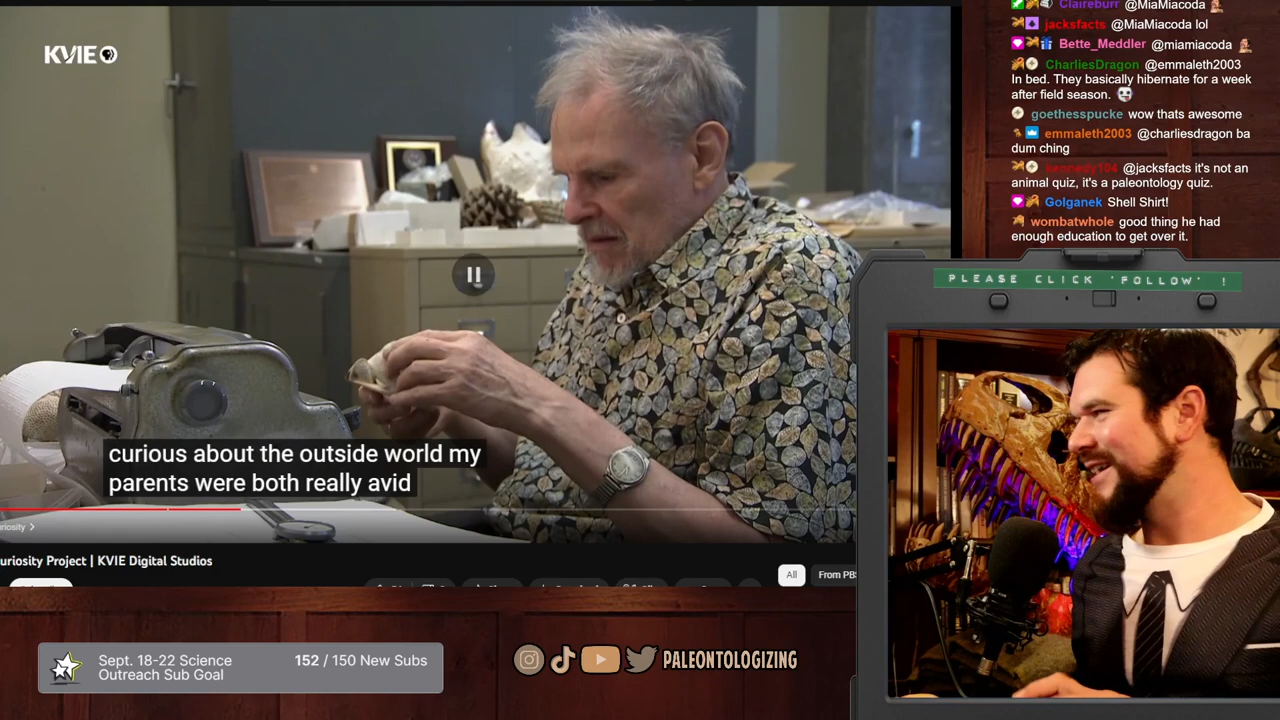 KVIE
curious about the outside world my
parents were both really avid
uriosity
uriosity Project | KVIE Digital Studios
All
From PBS
Claireburr @MiaMiacoda
jacksfacts @MiaMiacoda lol
Bette_Meddler @miamiacoda
CharliesDragon @emmaleth2003
In bed. They basically hibernate for a week
after field season.
goethesspucke wow thats awesome
emmaleth2003 @charliesdragon ba
dum ching
kennedy104 @jacksfacts it's not an
animal quiz, it's a paleontology quiz.
Golganek Shell Shirt!
wombatwhole good thing he had
enough education to get over it.
PLEASE CLICK 'FOLLOW' !
Sept. 18-22 Science
Outreach Sub Goal
152 / 150 New Subs
PALEONTOLOGIZING